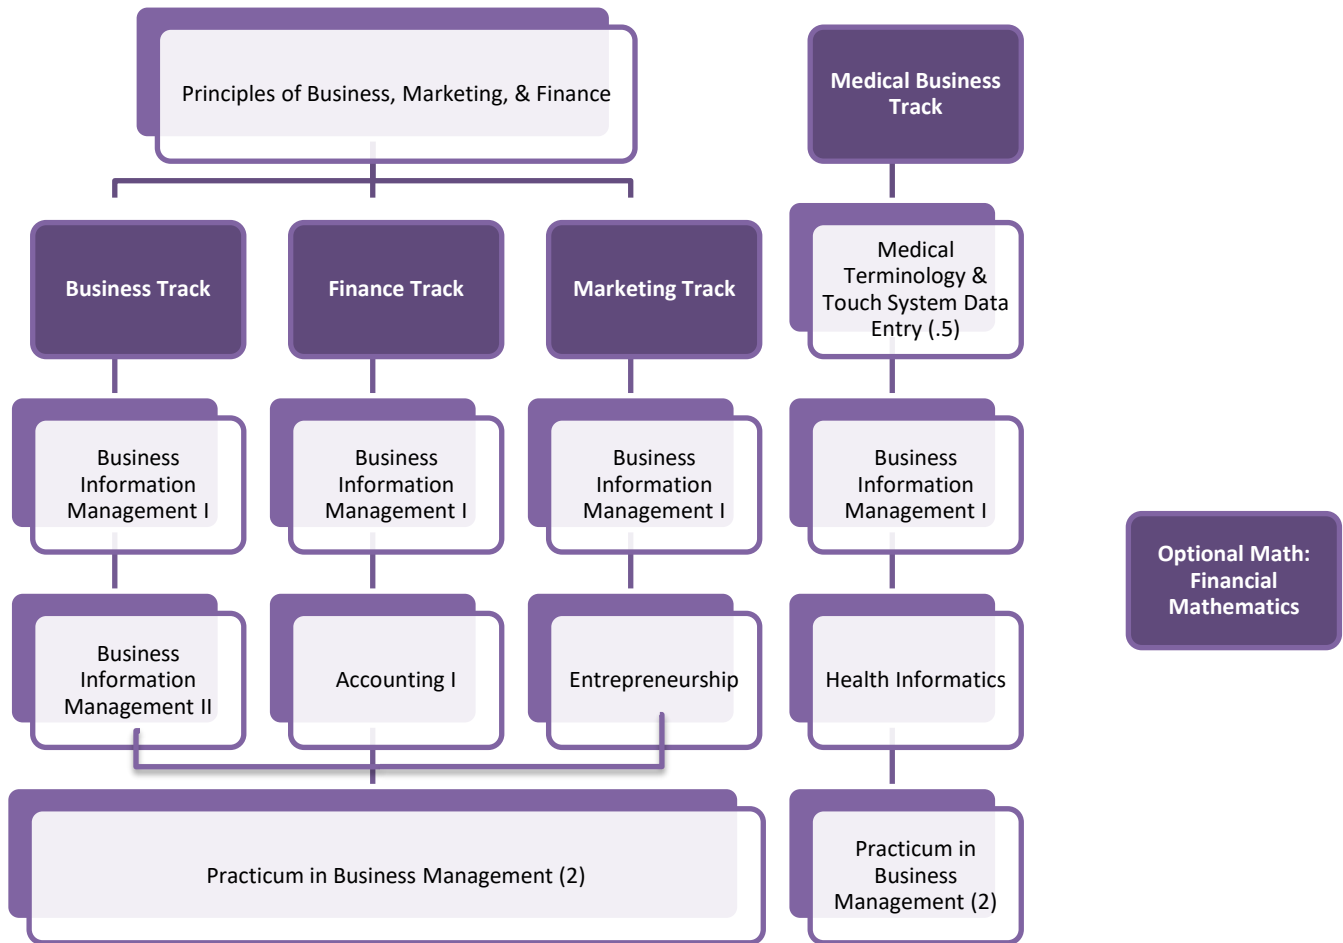 Principles of Business, Marketing, & Finance
Medical Business
Track
Business Track
Finance Track
Marketing Track
Medical
Terminology &
Touch System Data
Entry (.5)
Business
Information
Management I
Business
Information
Management I
Business
Information
Management I
Business
Information
Management I
Optional Math:
Financial
Mathematics
Business
Information
Management II
Accounting I
Entrepreneurship
Health Informatics
Practicum in Business Management (2)
Practicum in
Business
Management (2)